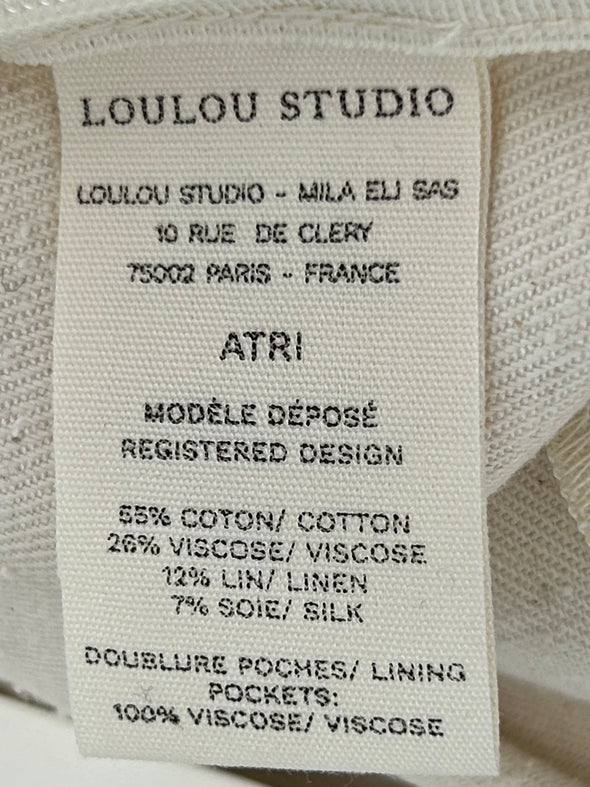 LOULOU STUDIO
LOULOU STUDIO - MILA ELI SAS
10 RUE DE CLERY
75002 PARIS - FRANCE
ATRI
MODÈLE DÉPOSÉ
REGISTERED DESIGN
55% COTON/ COTTON
26% VISCOSE/ VISCOSE
12% LIN/ LINEN
7% SOIE/ SILK
DOUBLURE POCHES/ LINING
POCKETS:
100% VISCOSE/ VISCOSE